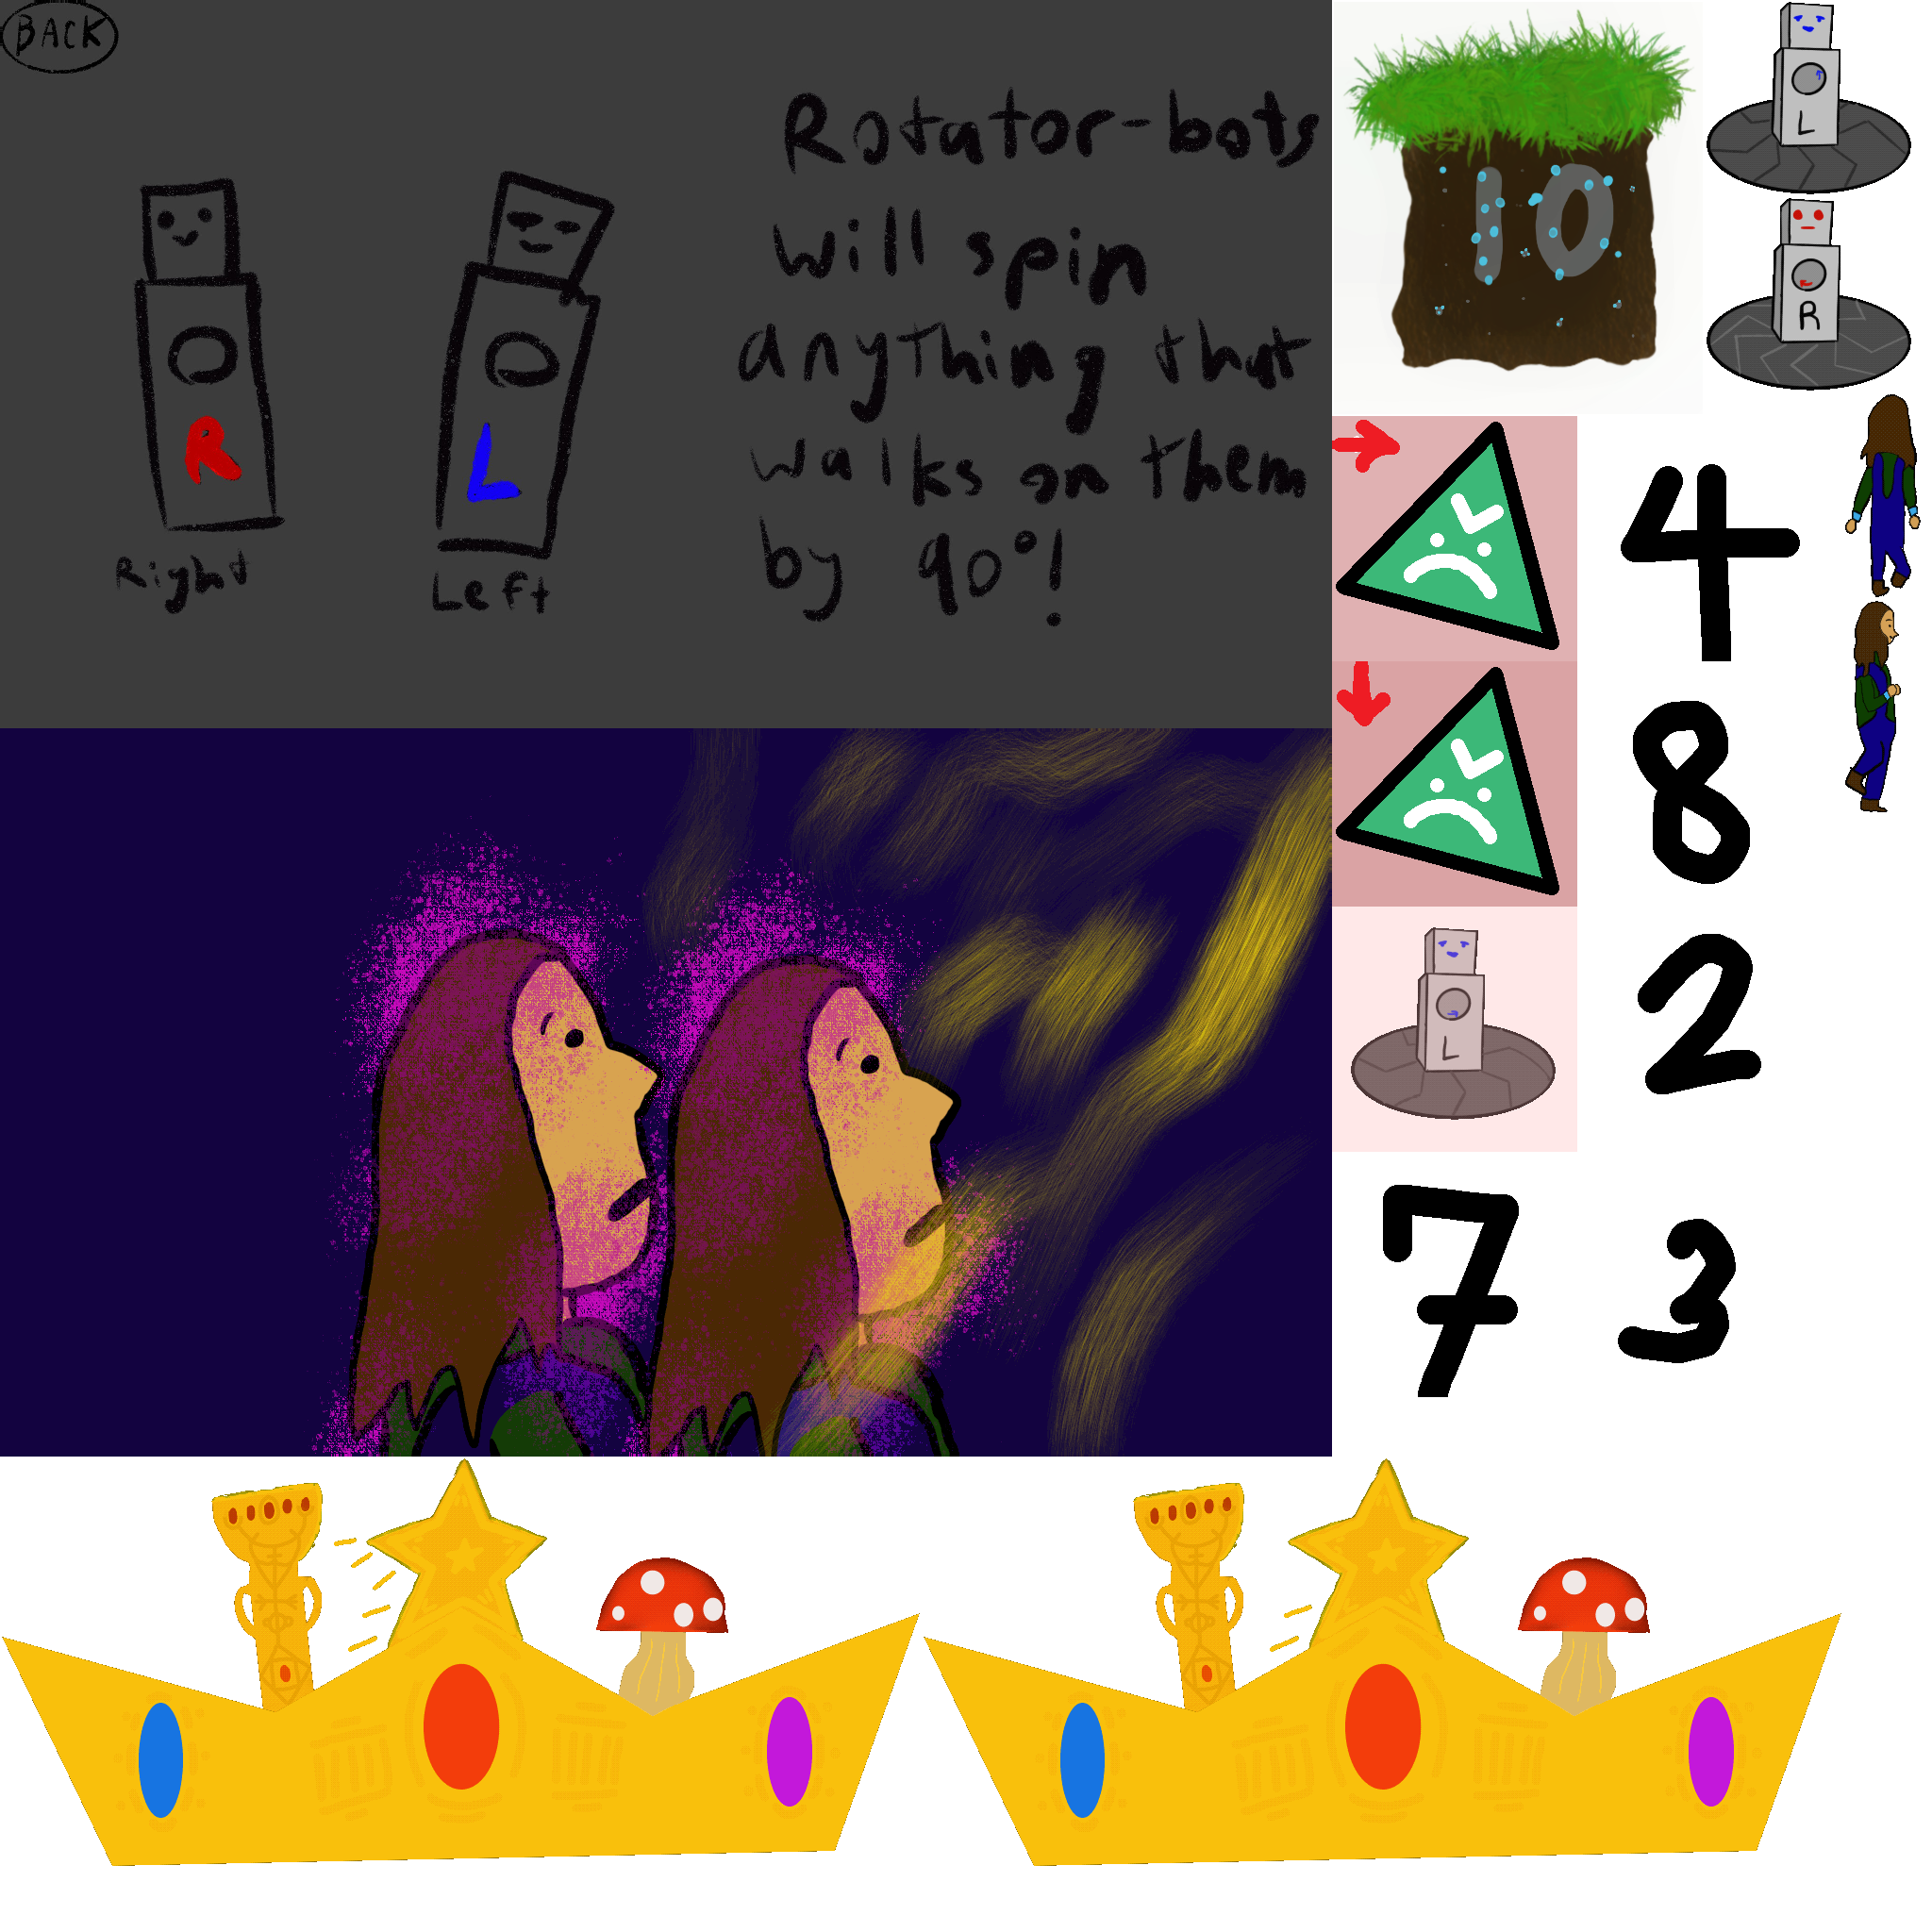 BACK
Rotator-bots
will spin
anything that
walks on them
by 90°!
R
L
Right
Left
10
L
R
4
8
L
2
7
3